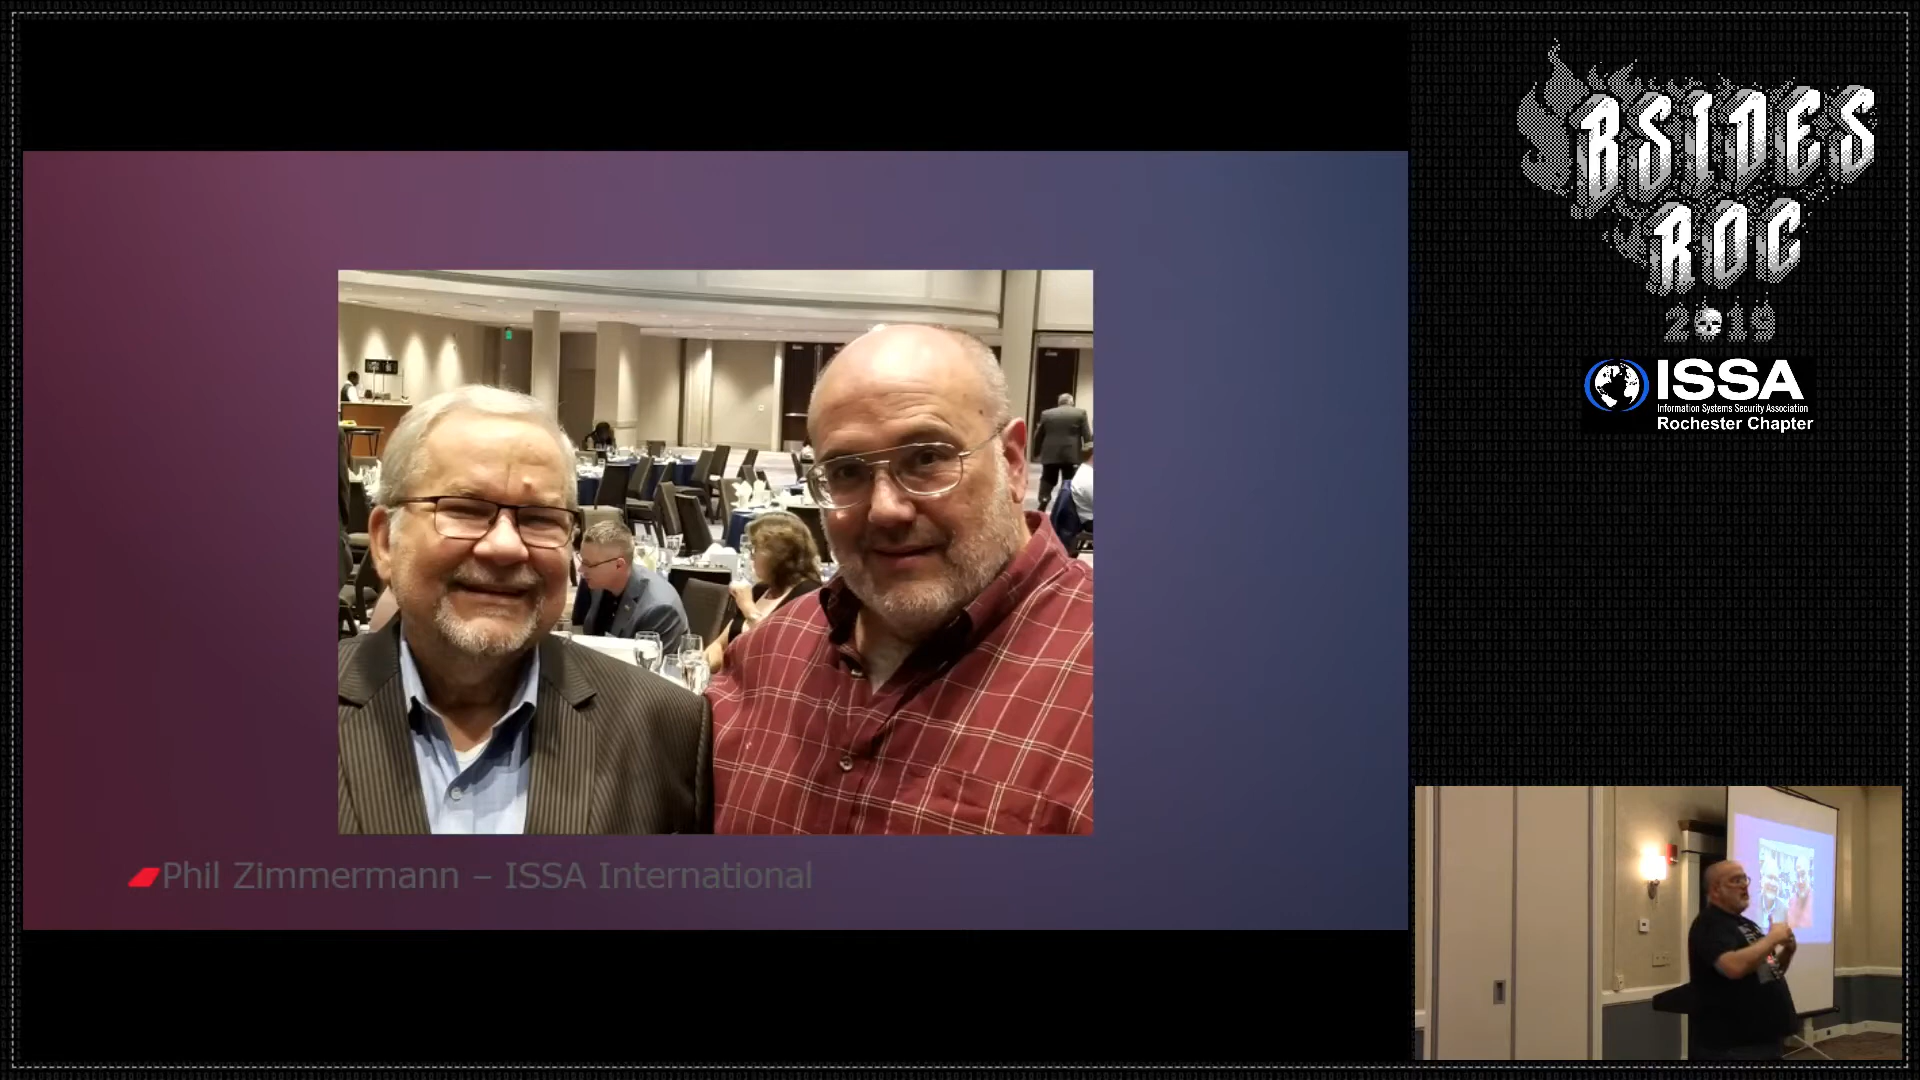 BSIDES
ROC
2019
ISSA
Information Systems Security Association
Rochester Chapter
Phil Zimmermann – ISSA International